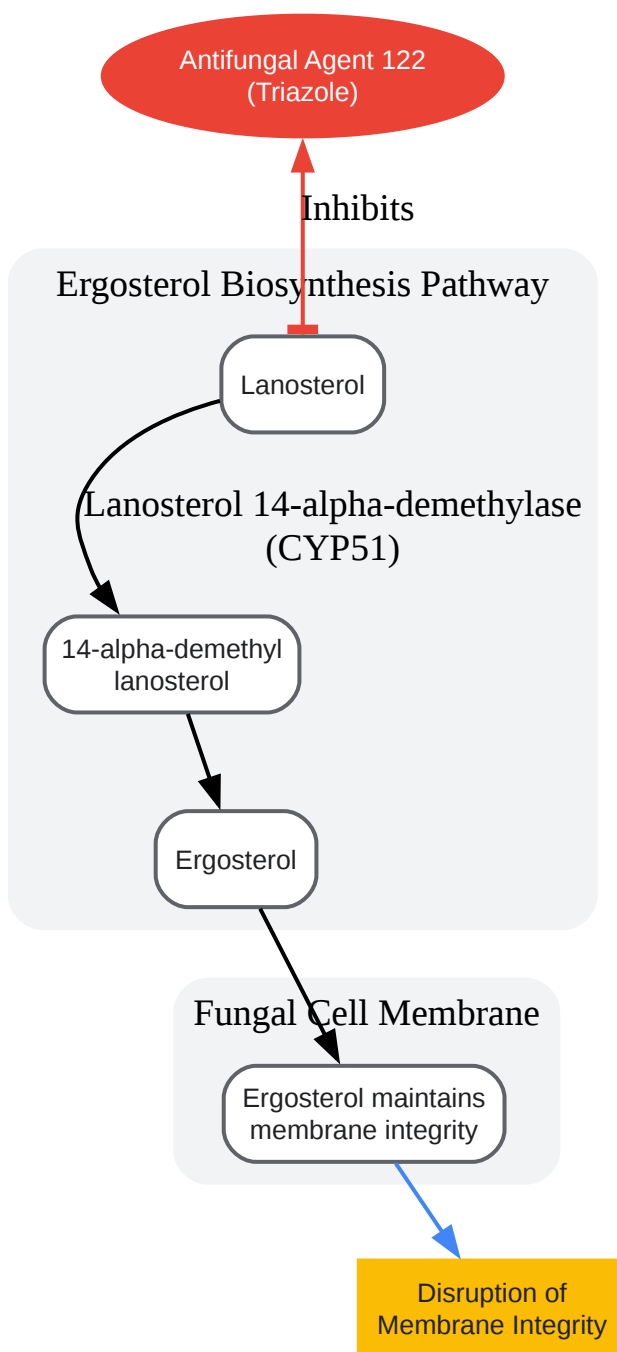 Antifungal Agent 122
(Triazole)
Inhibits
Ergosterol Biosynthesis Pathway
Lanosterol
Lanosterol 14-alpha-demethylase
(CYP51)
14-alpha-demethyl
lanosterol
Ergosterol
Fungal Cell Membrane
Ergosterol maintains
membrane integrity
Disruption of
Membrane Integrity